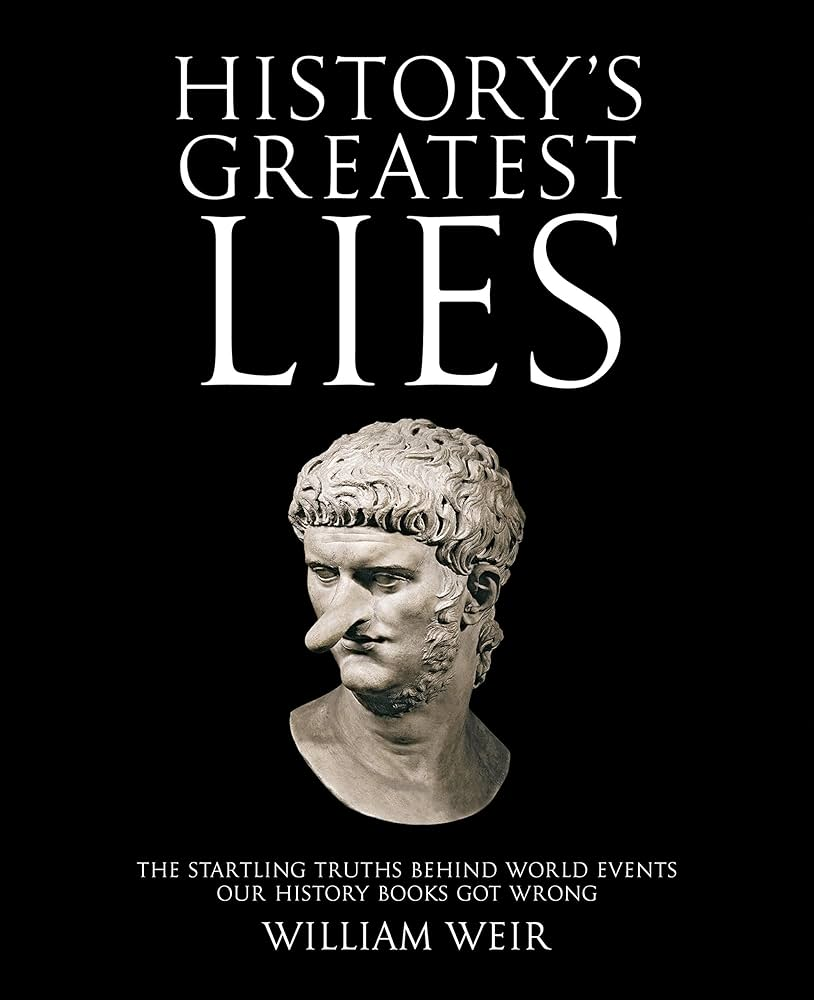 HISTORY’S
GREATEST
LIES
THE STARTLING TRUTHS BEHIND WORLD EVENTS
OUR HISTORY BOOKS GOT WRONG
WILLIAM WEIR